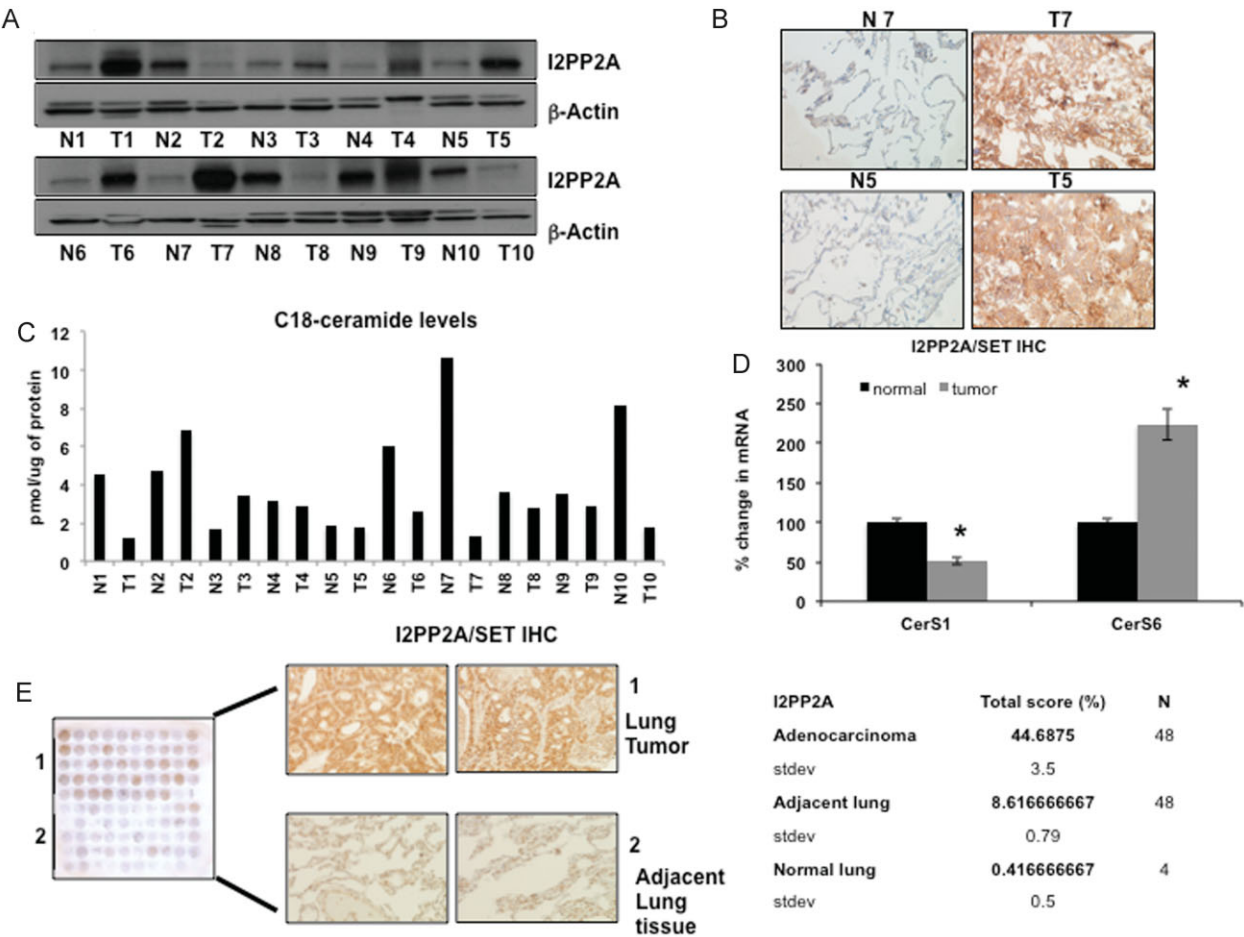 A
I2PP2A
β-Actin
N1 T1 N2 T2 N3 T3 N4 T4 N5 T5
I2PP2A
β-Actin
N6 T6 N7 T7 N8 T8 N9 T9 N10 T10
B
N 7 T7
N5 T5
I2PP2A/SET IHC
C
C18-ceramide levels
pmol/ug of protein
12
10
8
6
4
2
0
N1 T1 N2 T2 N3 T3 N4 T4 N5 T5 N6 T6 N7 T7 N8 T8 N9 T9 N10 T10
D
% change in mRNA
300
250
200
150
100
50
0
normal tumor
*
*
CerS1 CerS6
E
I2PP2A/SET IHC
1
2
1
Lung
Tumor
2
Adjacent
Lung
tissue
I2PP2A Total score (%) N
Adenocarcinoma 44.6875 48
stdev 3.5
Adjacent lung 8.616666667 48
stdev 0.79
Normal lung 0.416666667 4
stdev 0.5